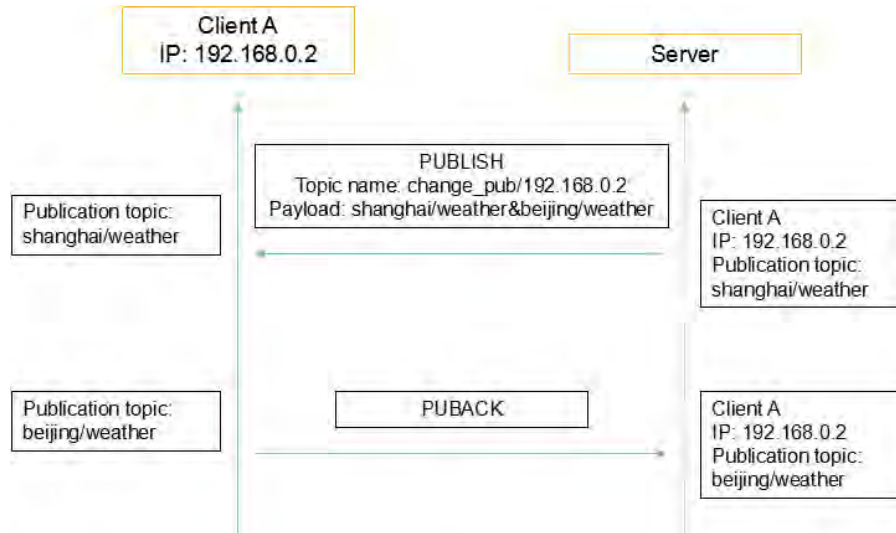 Client A
IP: 192.168.0.2
Server
PUBLISH
Topic name: change_pub/192.168.0.2
Payload: shanghai/weather&beijing/weather
Publication topic:
shanghai/weather
Client A
IP: 192.168.0.2
Publication topic:
shanghai/weather
Publication topic:
beijing/weather
PUBACK
Client A
IP: 192.168.0.2
Publication topic:
beijing/weather